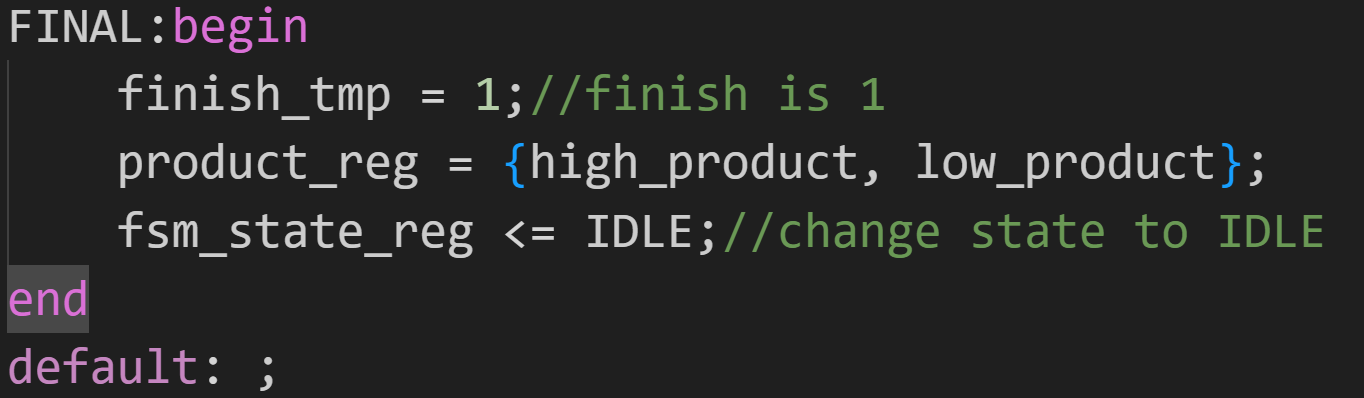 FINAL:begin
finish_tmp = 1;//finish is 1
product_reg = {high_product, low_product};
fsm_state_reg <= IDLE;//change state to IDLE
end
default: ;